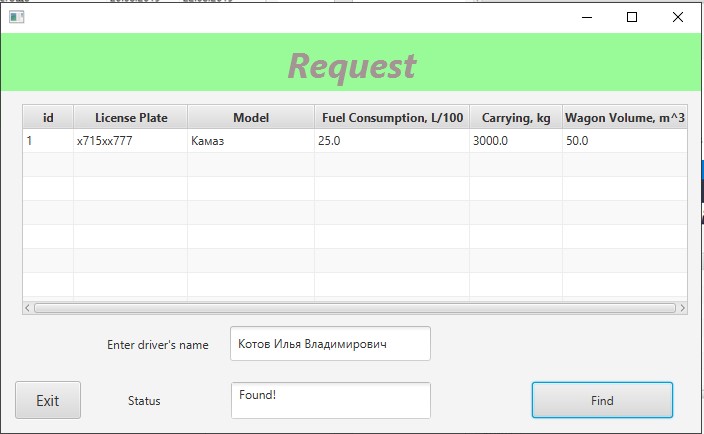 Request
id License Plate Model Fuel Consumption, L/100 Carrying, kg Wagon Volume, m^3
1 x715xx777 Камаз 25.0 3000.0 50.0
Enter driver's name Котов Илья Владимирович
Exit Status Found! Find